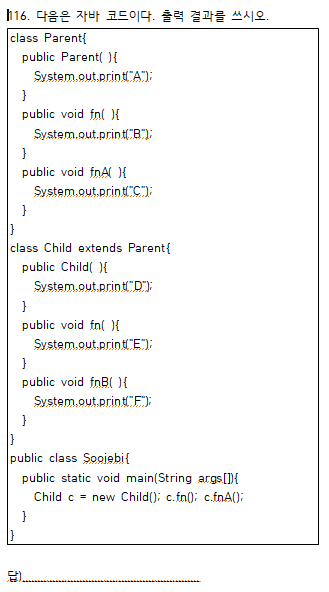 116. 다음은 자바 코드이다. 출력 결과를 쓰시오.
class Parent{
public Parent( ){
System.out.print("A");
}
public void fn( ){
System.out.print("B");
}
public void fnA( ){
System.out.print("C");
}
}
class Child extends Parent{
public Child( ){
System.out.print("D");
}
public void fn( ){
System.out.print("E");
}
public void fnB( ){
System.out.print("F");
}
}
public class Soojebi{
public static void main(String args[]){
Child c = new Child(); c.fn(); c.fnA();
}
}
답)